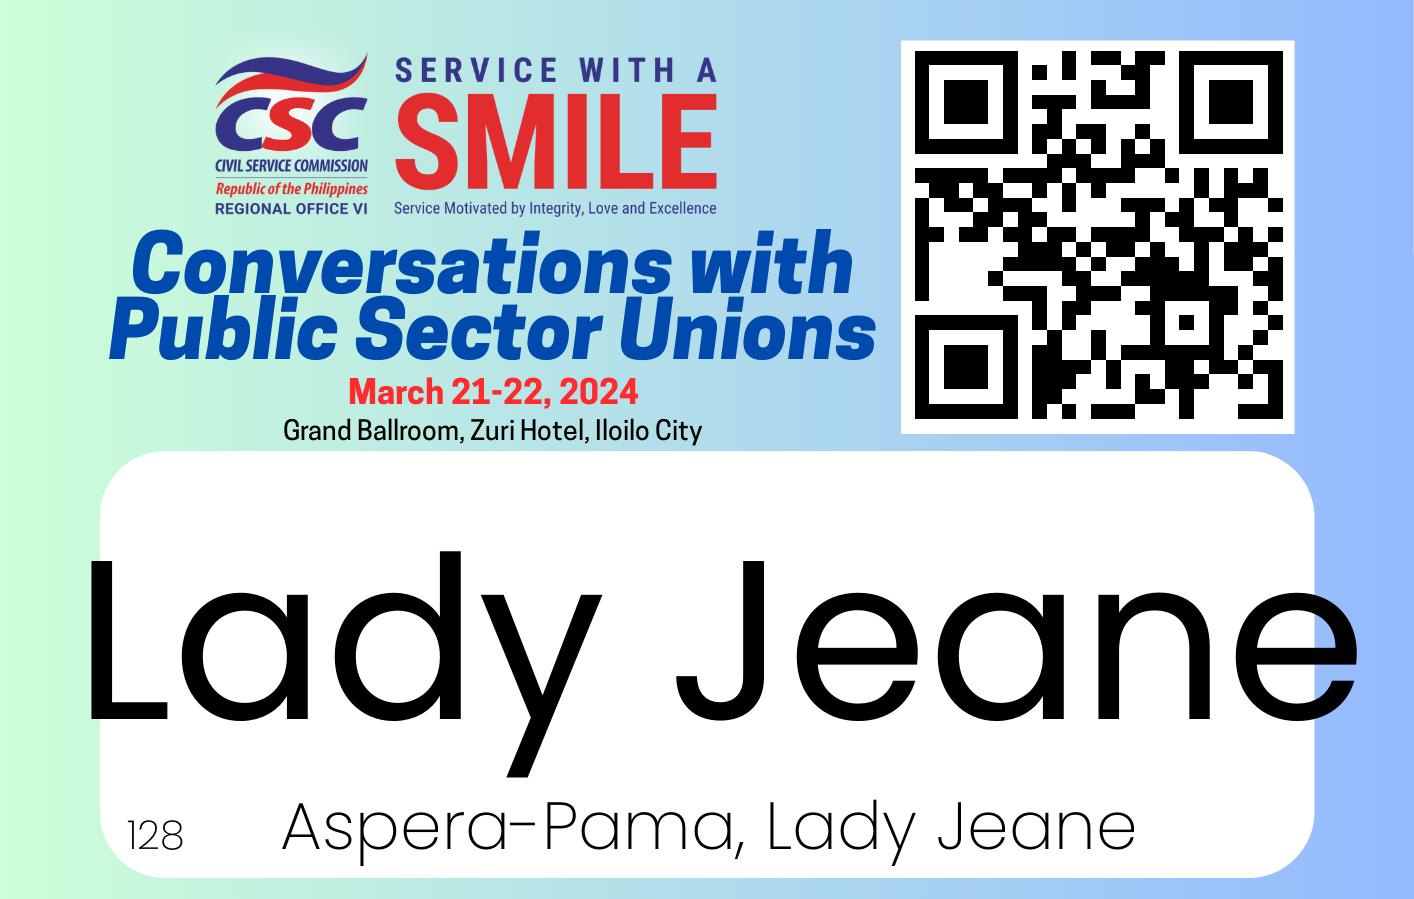 CSC
CIVIL SERVICE COMMISSION
Republic of the Philippines
REGIONAL OFFICE VI
SERVICE WITH A
SMILE
Service Motivated by Integrity, Love and Excellence
Conversations with
Public Sector Unions
March 21-22, 2024
Grand Ballroom, Zuri Hotel, Iloilo City
Lady Jeane
128 Aspera-Pama, Lady Jeane